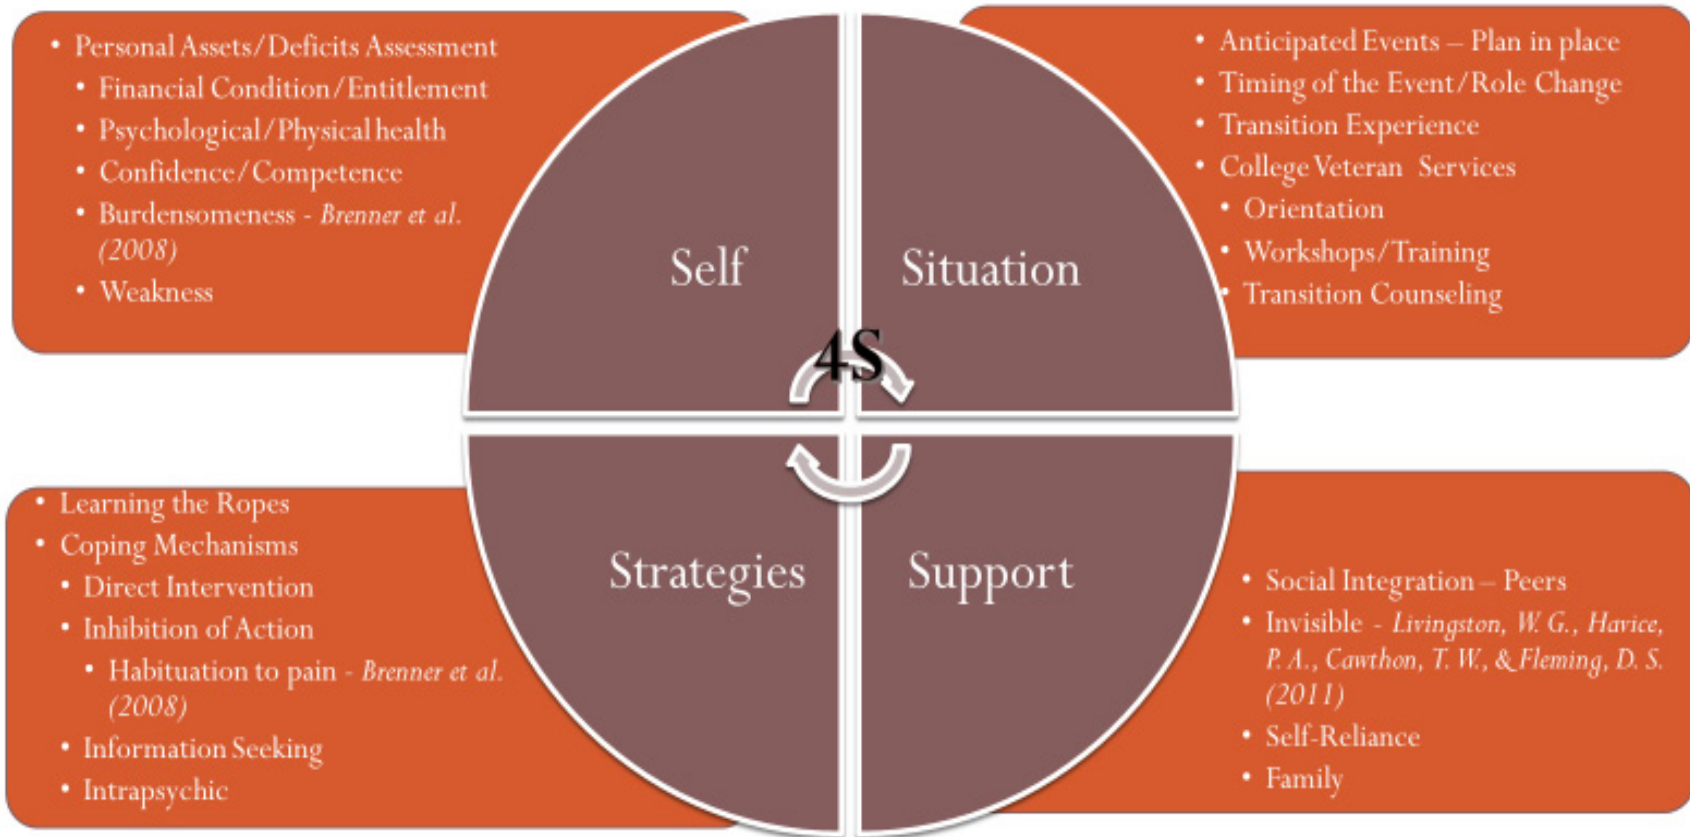 • Personal Assets/Deficits Assessment
• Financial Condition/Entitlement
• Psychological/Physical health
• Confidence/Competence
• Burdensomeness - Brenner et al.
(2008)
• Weakness
• Anticipated Events – Plan in place
• Timing of the Event/Role Change
• Transition Experience
• College Veteran Services
• Orientation
• Workshops/Training
• Transition Counseling
Self
Situation
4S
Strategies
Support
• Learning the Ropes
• Coping Mechanisms
• Direct Intervention
• Inhibition of Action
• Habituation to pain - Brenner et al.
(2008)
• Information Seeking
• Intrapsychic
• Social Integration – Peers
• Invisible - Livingston, W. G., Havice,
P. A., Cawthon, T. W., & Fleming, D. S.
(2011)
• Self-Reliance
• Family